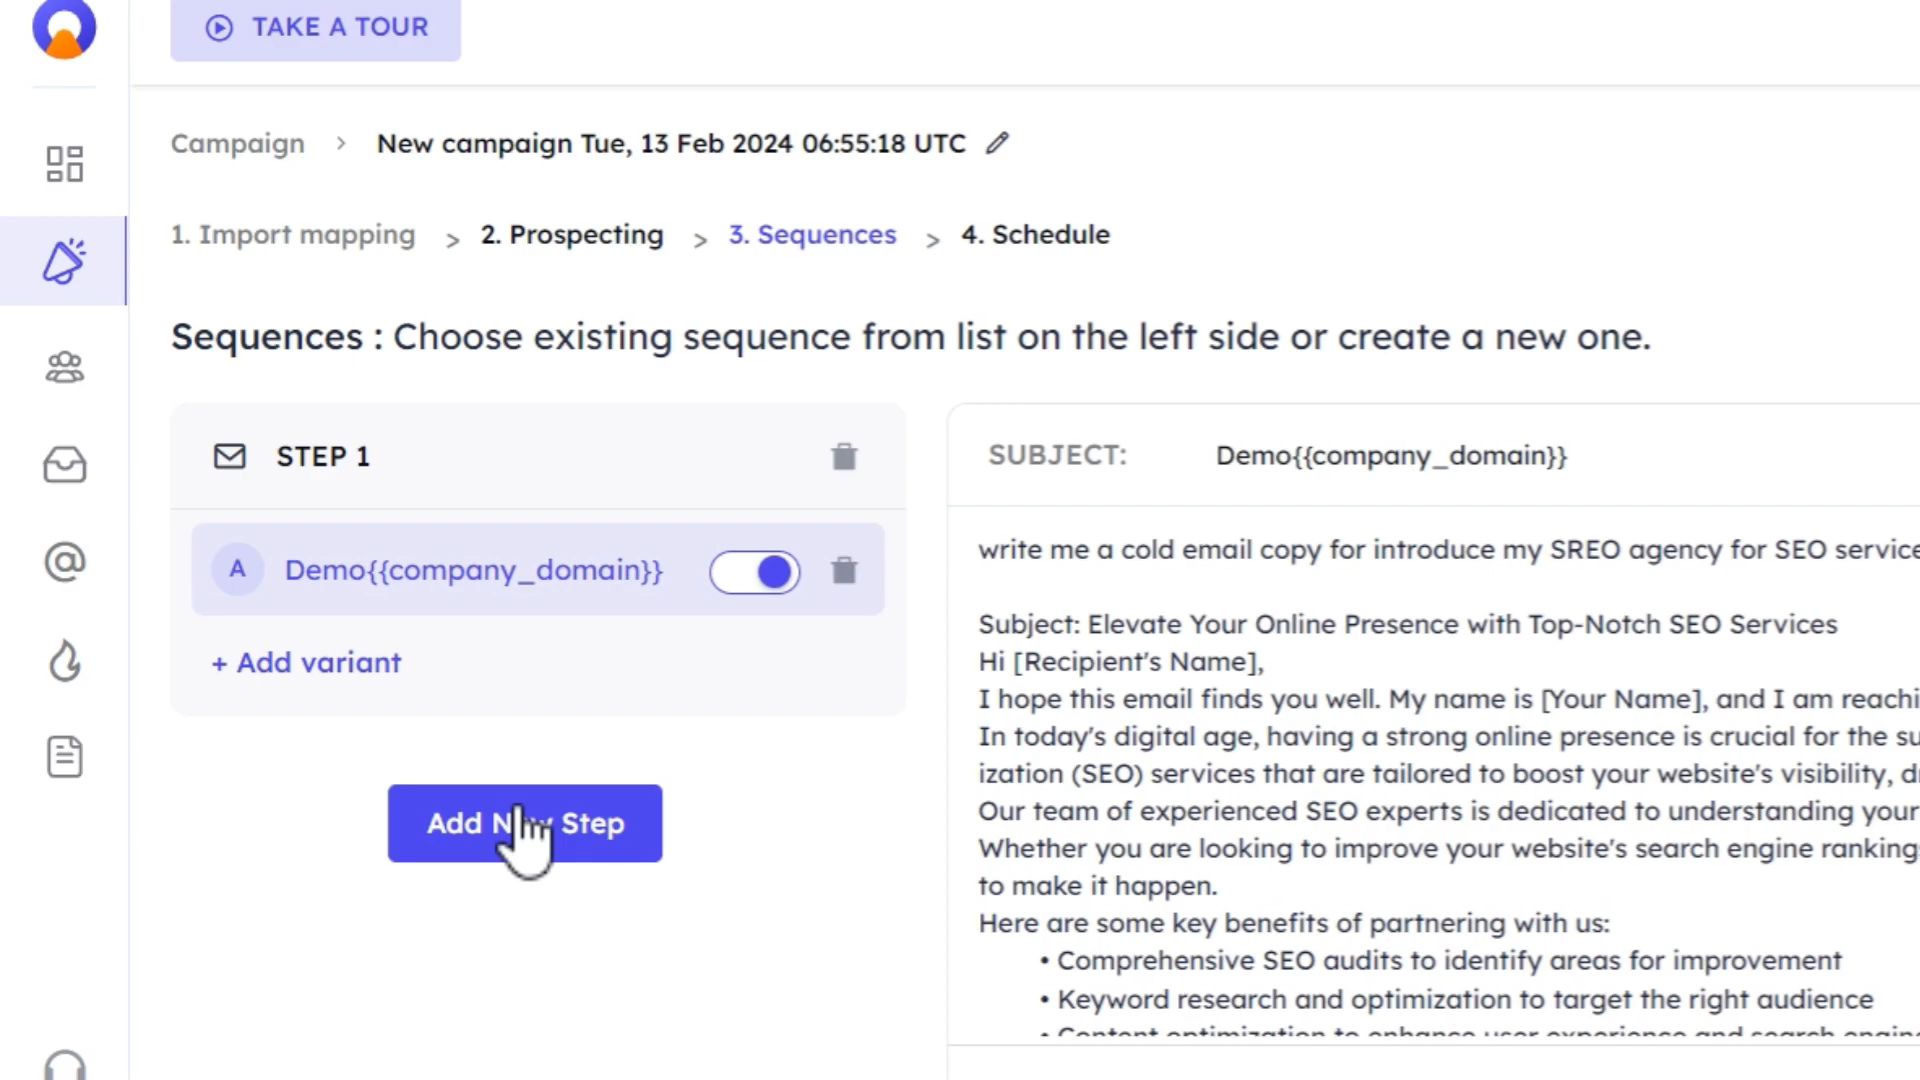 TAKE A TOUR
Campaign > New campaign Tue, 13 Feb 2024 06:55:18 UTC
1. Import mapping > 2. Prospecting > 3. Sequences > 4. Schedule
Sequences : Choose existing sequence from list on the left side or create a new one.
STEP 1
A Demo{{company_domain}}
+ Add variant
Add New Step
SUBJECT: Demo{{company_domain}}
write me a cold email copy for introduce my SREO agency for SEO service
Subject: Elevate Your Online Presence with Top-Notch SEO Services
Hi [Recipient's Name],
I hope this email finds you well. My name is [Your Name], and I am reachi
In today's digital age, having a strong online presence is crucial for the su
ization (SEO) services that are tailored to boost your website's visibility, dr
Our team of experienced SEO experts is dedicated to understanding your
Whether you are looking to improve your website's search engine rankings
to make it happen.
Here are some key benefits of partnering with us:
• Comprehensive SEO audits to identify areas for improvement
• Keyword research and optimization to target the right audience
• Content optimization to enhance user experience and search engine